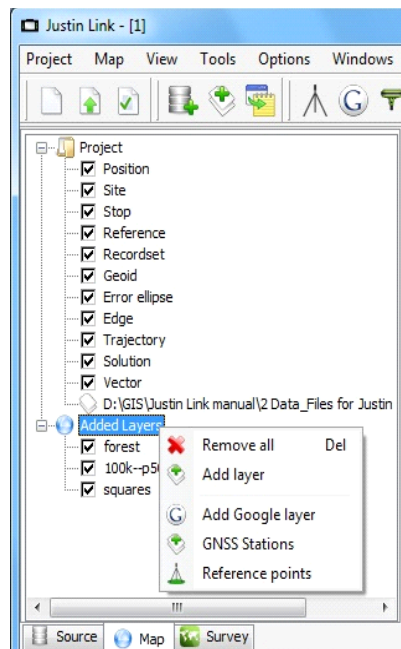 Justin Link - [1]
Project Map View Tools Options Windows
Project
Position
Site
Stop
Reference
Recordset
Geoid
Error ellipse
Edge
Trajectory
Solution
Vector
D:\GIS\Justin Link manual\2 Data_Files for Justin
Added Layers
forest
Remove all Del
100k--p5
Add layer
squares
G Add Google layer
GNSS Stations
Reference points
Source Map Survey